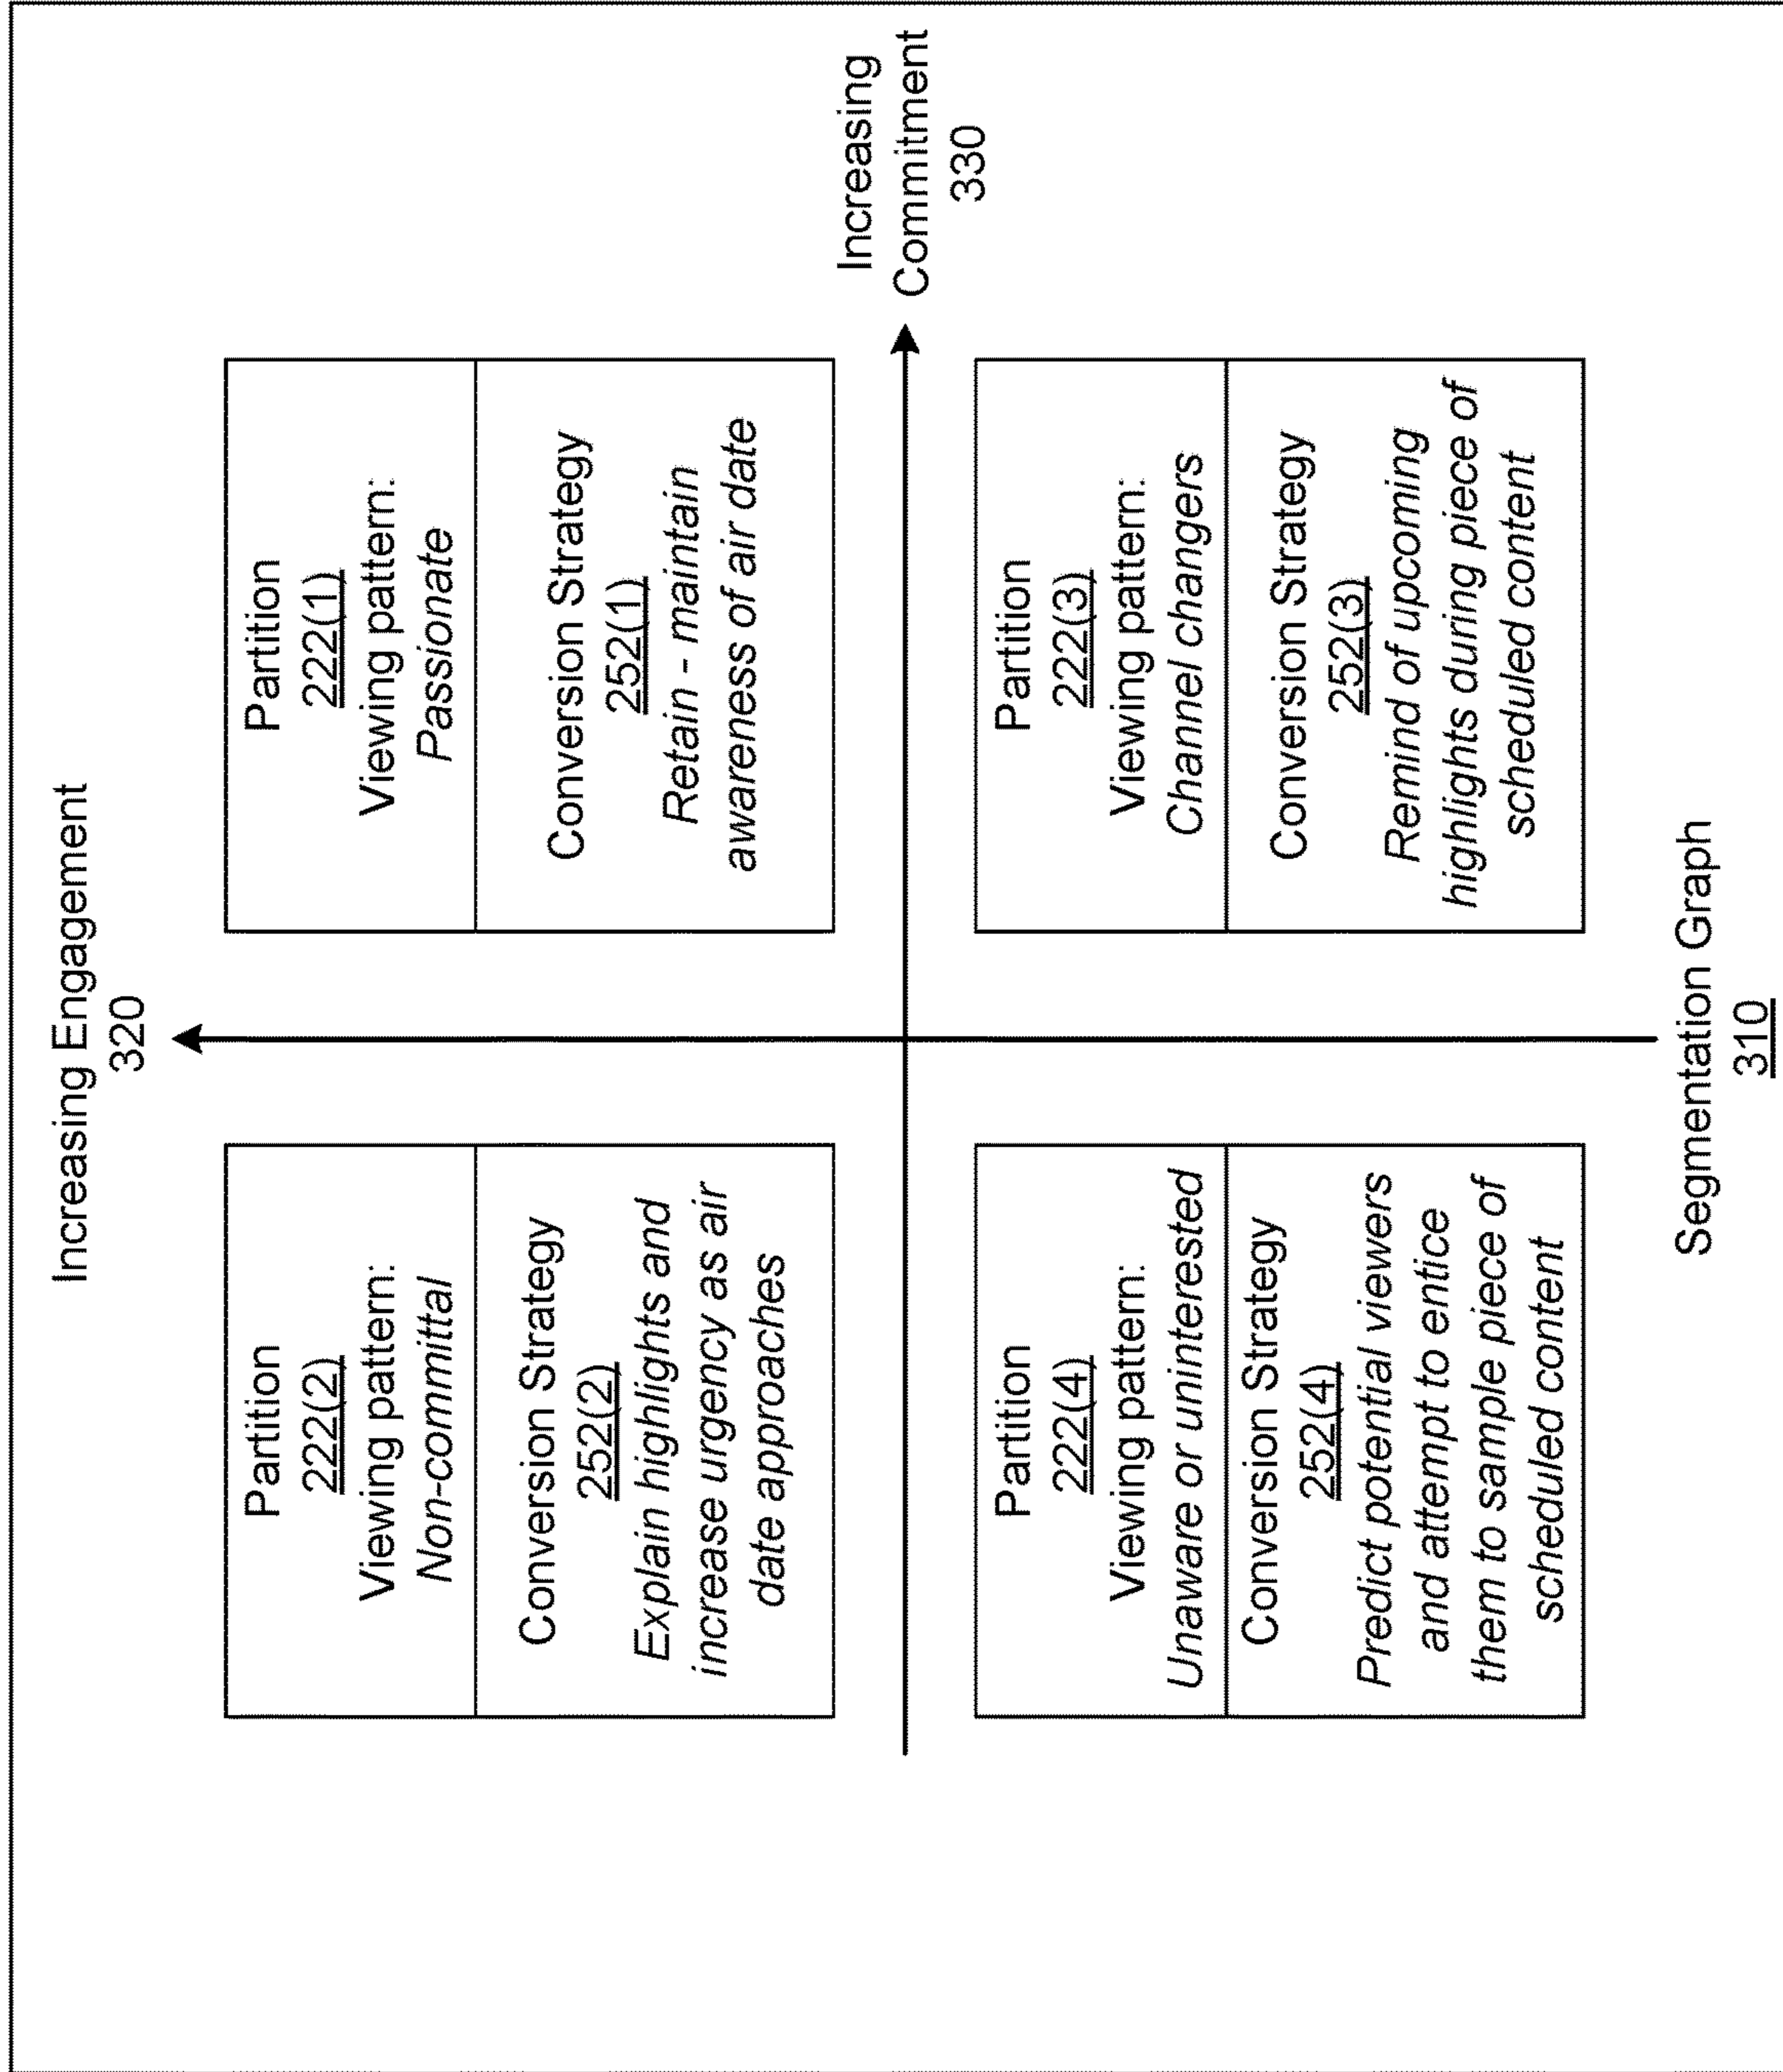 Increasing Engagement
320
Partition
222(2)
Viewing pattern:
Non-committal
Conversion Strategy
252(2)
Explain highlights and
increase urgency as air
date approaches
Partition
222(1)
Viewing pattern:
Passionate
Conversion Strategy
252(1)
Retain - maintain
awareness of air date
Increasing
Commitment
330
Partition
222(4)
Viewing pattern:
Unaware or uninterested
Conversion Strategy
252(4)
Predict potential viewers
and attempt to entice
them to sample piece of
scheduled content
Partition
222(3)
Viewing pattern:
Channel changers
Conversion Strategy
252(3)
Remind of upcoming
highlights during piece of
scheduled content
Segmentation Graph
310